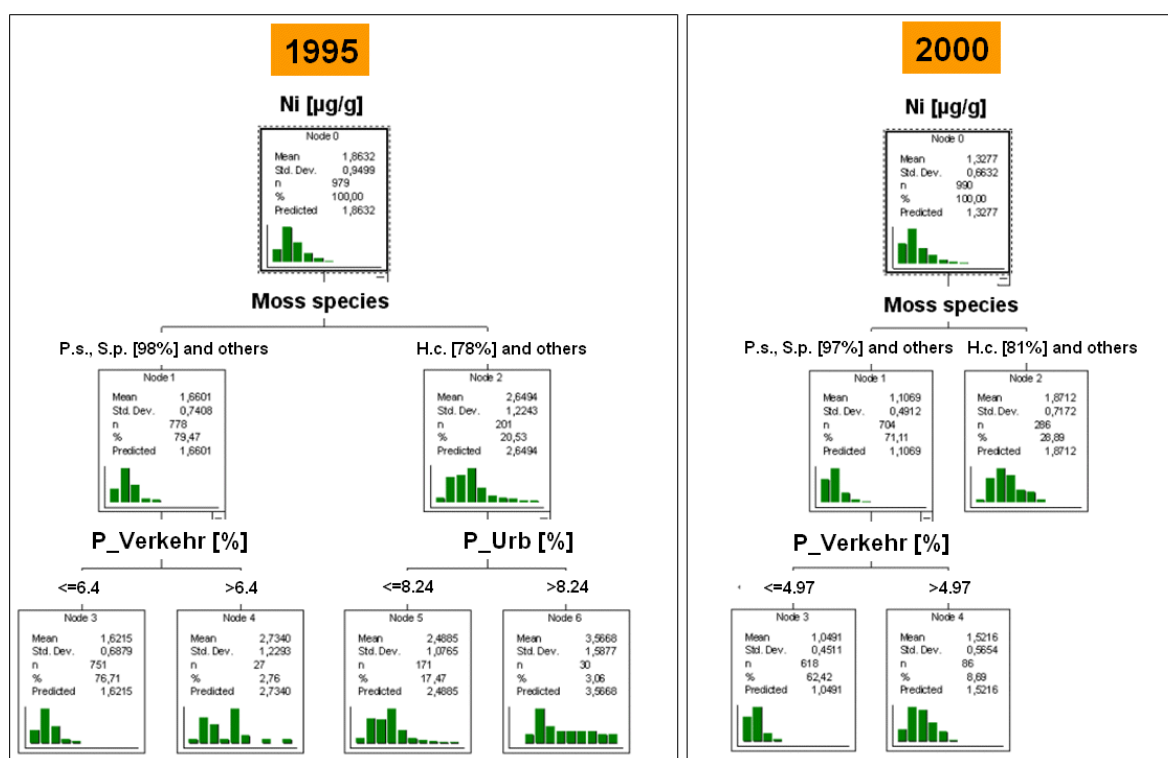 1995
Ni [µg/g]
Node 0
Mean 1,8632
Std. Dev. 0,9499
n 979
% 100,00
Predicted 1,8632
Moss species
P.s., S.p. [98%] and others
H.c. [78%] and others
Node 1
Mean 1,6601
Std. Dev. 0,7408
n 778
% 79,47
Predicted 1,6601
Node 2
Mean 2,6494
Std. Dev. 1,2243
n 201
% 20,53
Predicted 2,6494
P_Verkehr [%]
P_Urb [%]
<=6.4
>6.4
<=8.24
>8.24
Node 3
Mean 1,6215
Std. Dev. 0,6879
n 751
% 76,71
Predicted 1,6215
Node 4
Mean 2,7340
Std. Dev. 1,2293
n 27
% 2,76
Predicted 2,7340
Node 5
Mean 2,4885
Std. Dev. 1,0765
n 171
% 17,47
Predicted 2,4885
Node 6
Mean 3,5668
Std. Dev. 1,5877
n 30
% 3,06
Predicted 3,5668
2000
Ni [µg/g]
Node 0
Mean 1,3277
Std. Dev. 0,6632
n 990
% 100,00
Predicted 1,3277
Moss species
P.s., S.p. [97%] and others
H.c. [81%] and others
Node 1
Mean 1,1069
Std. Dev. 0,4912
n 704
% 71,11
Predicted 1,1069
Node 2
Mean 1,8712
Std. Dev. 0,7172
n 286
% 28,89
Predicted 1,8712
P_Verkehr [%]
<=4.97
>4.97
Node 3
Mean 1,0491
Std. Dev. 0,4511
n 618
% 62,42
Predicted 1,0491
Node 4
Mean 1,5216
Std. Dev. 0,5654
n 86
% 8,69
Predicted 1,5216